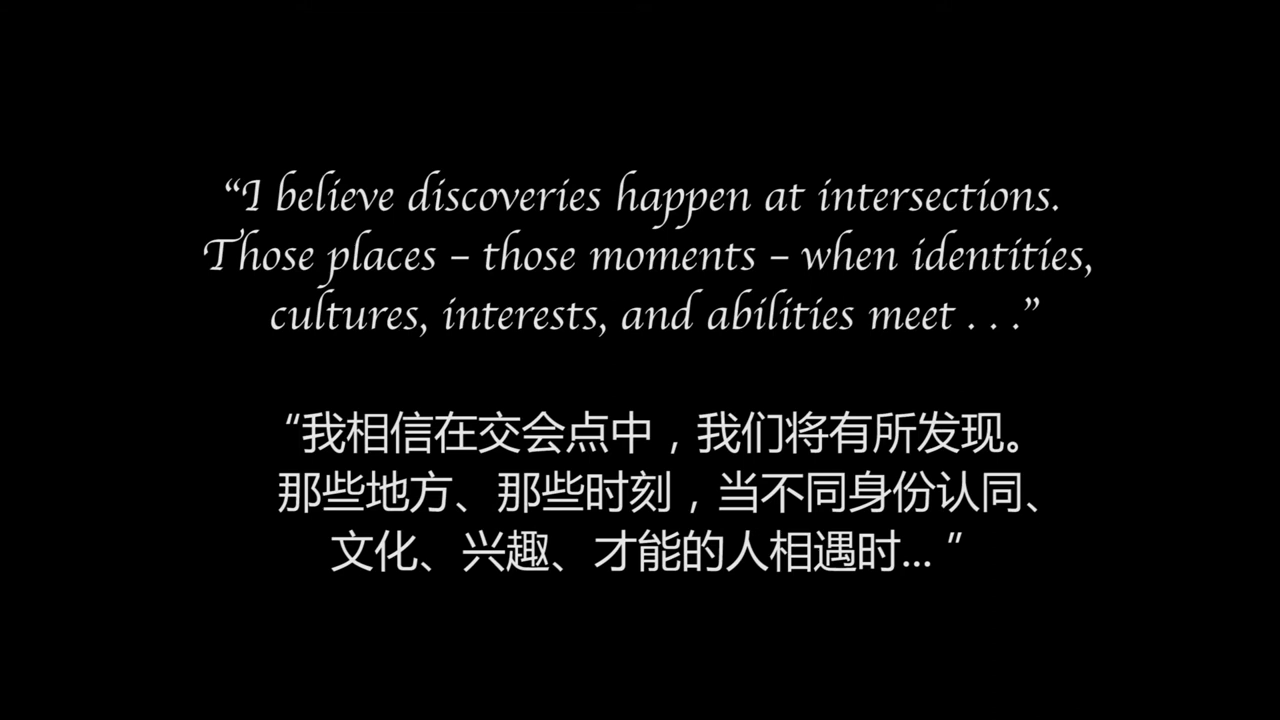 “I believe discoveries happen at intersections.
Those places – those moments – when identities,
cultures, interests, and abilities meet . . .”
“我相信在交会点中，我们将有所发现。
那些地方、那些时刻，当不同身份认同、
文化、兴趣、才能的人相遇时... ”